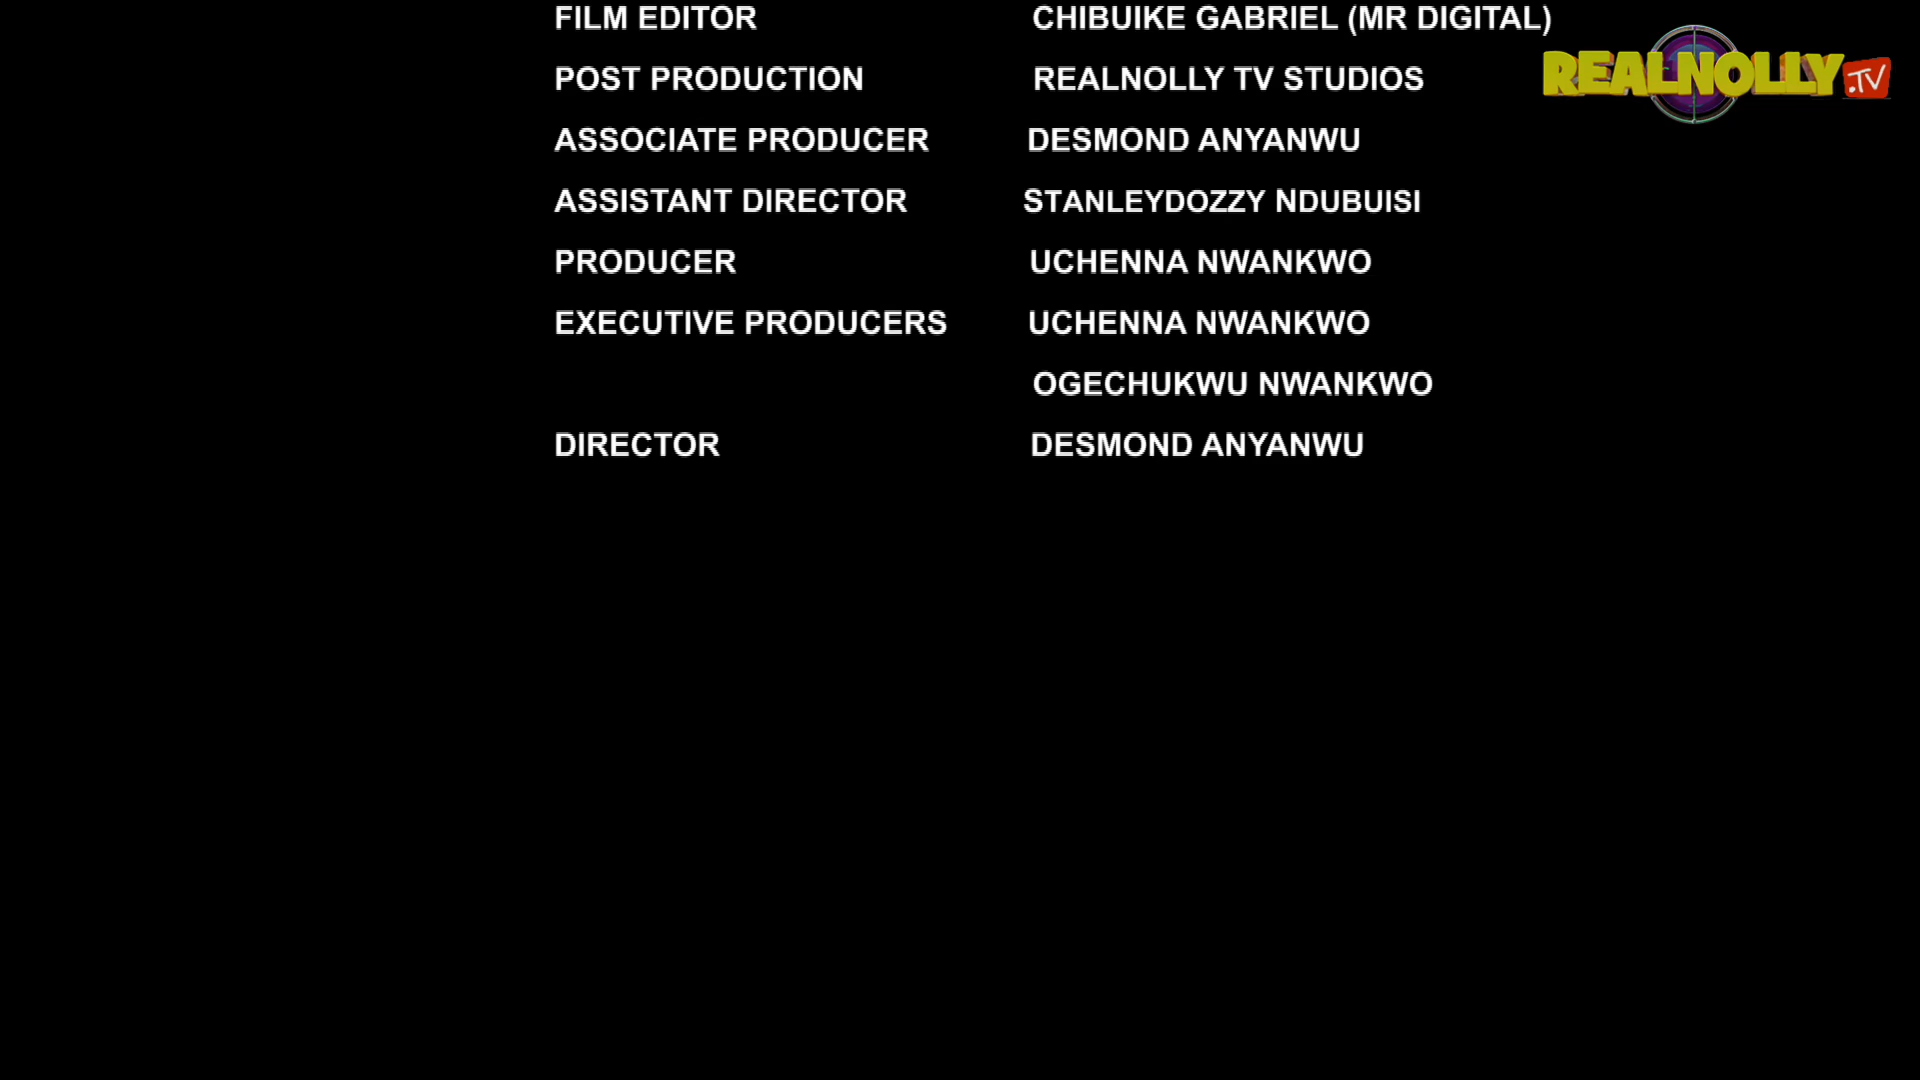 FILM EDITOR CHIBUIKE GABRIEL (MR DIGITAL)
REALNOLLY.TV
POST PRODUCTION REALNOLLY TV STUDIOS
ASSOCIATE PRODUCER DESMOND ANYANWU
ASSISTANT DIRECTOR STANLEYDOZZY NDUBUISI
PRODUCER UCHENNA NWANKWO
EXECUTIVE PRODUCERS UCHENNA NWANKWO
OGECHUKWU NWANKWO
DIRECTOR DESMOND ANYANWU